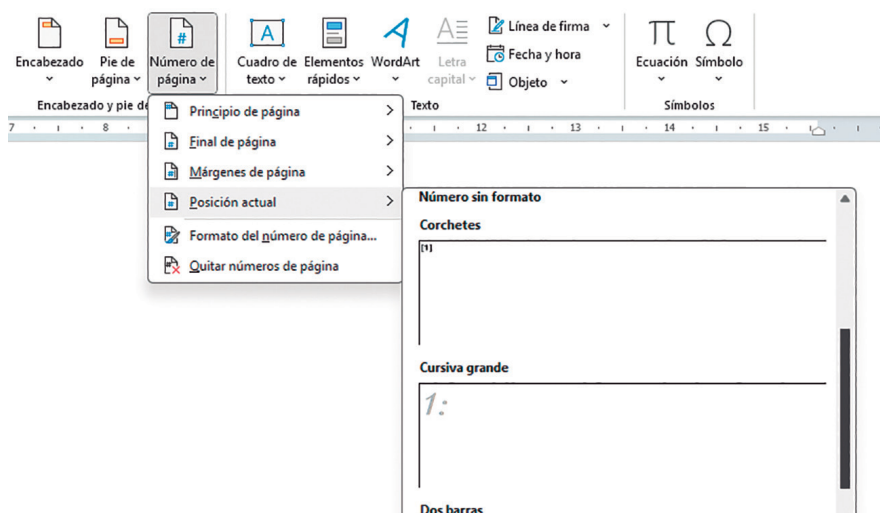 Encabezado
Pie de página
Número de página
Cuadro de texto
Elementos rápidos
WordArt
Letra capital
Línea de firma
Fecha y hora
Objeto
Ecuación
Símbolo
Encabezado y pie de
Texto
Símbolos
7 8 12 13 14 15
Principio de página
Final de página
Márgenes de página
Posición actual
Formato del número de página...
Quitar números de página
Número sin formato
Corchetes
[1]
Cursiva grande
1:
Dos barras